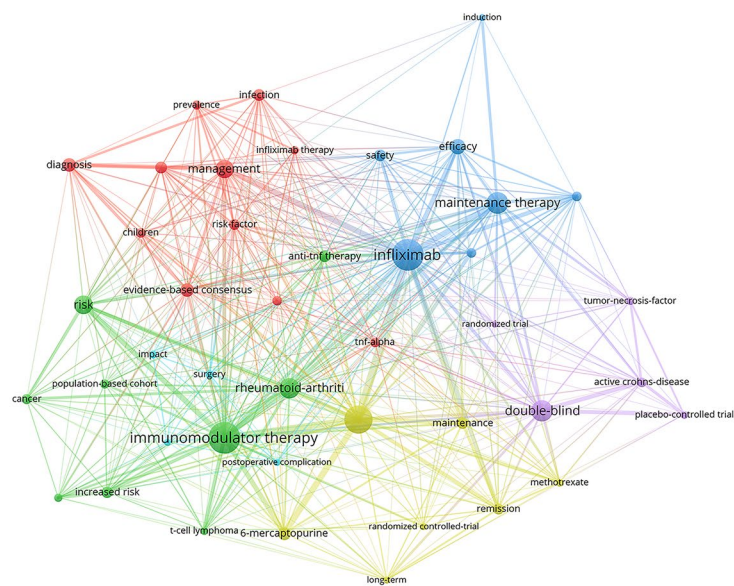 induction
infection
prevalence
efficacy
infliximab therapy
safety
diagnosis
management
maintenance therapy
risk-factor
children
anti-tnf therapy
infliximab
evidence-based consensus
tumor-necrosis-factor
risk
randomized trial
tnf-alpha
impact
surgery
population-based cohort
active crohns-disease
rheumatoid-arthriti
cancer
double-blind
placebo-controlled trial
maintenance
immunomodulator therapy
postoperative complication
methotrexate
increased risk
remission
randomized controlled-trial
t-cell lymphoma
6-mercaptopurine
long-term